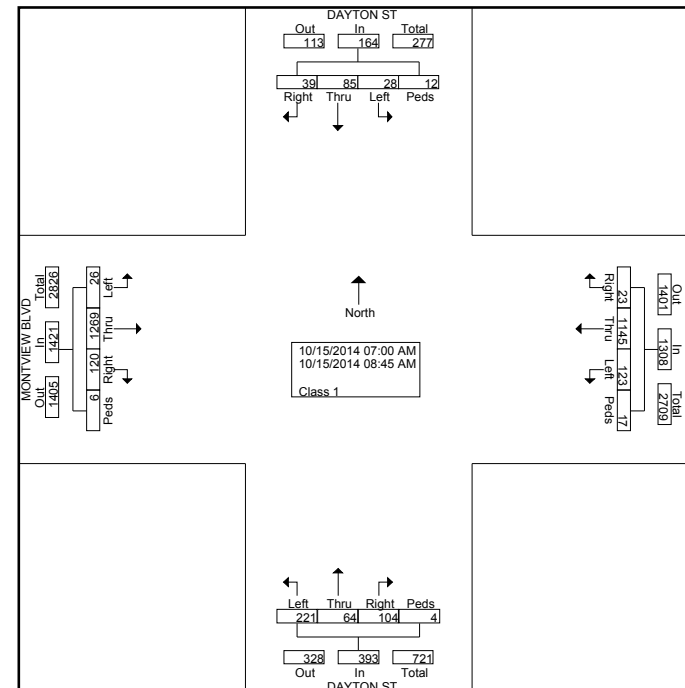 DAYTON ST
Out In Total
113 164 277
39 85 28 12
Right Thru Left Peds
MONTVIEW BLVD
Total In Out
2826 1421 1405
26 1269 120 6
Left Thru Right Peds
North
10/15/2014 07:00 AM
10/15/2014 08:45 AM
Class 1
Right Thru Left Peds
23 1145 123 17
Out In Total
1401 1308 2709
Left Thru Right Peds
221 64 104 4
328 393 721
Out In Total
DAYTON ST